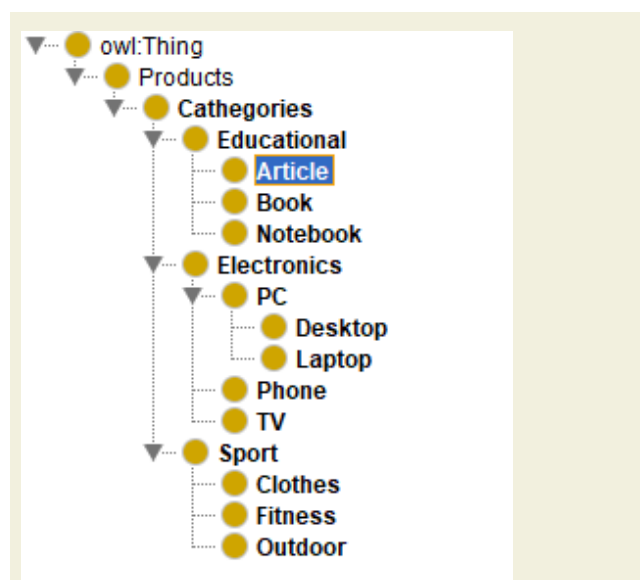 owl:Thing
Products
Cathegories
Educational
Article
Book
Notebook
Electronics
PC
Desktop
Laptop
Phone
TV
Sport
Clothes
Fitness
Outdoor